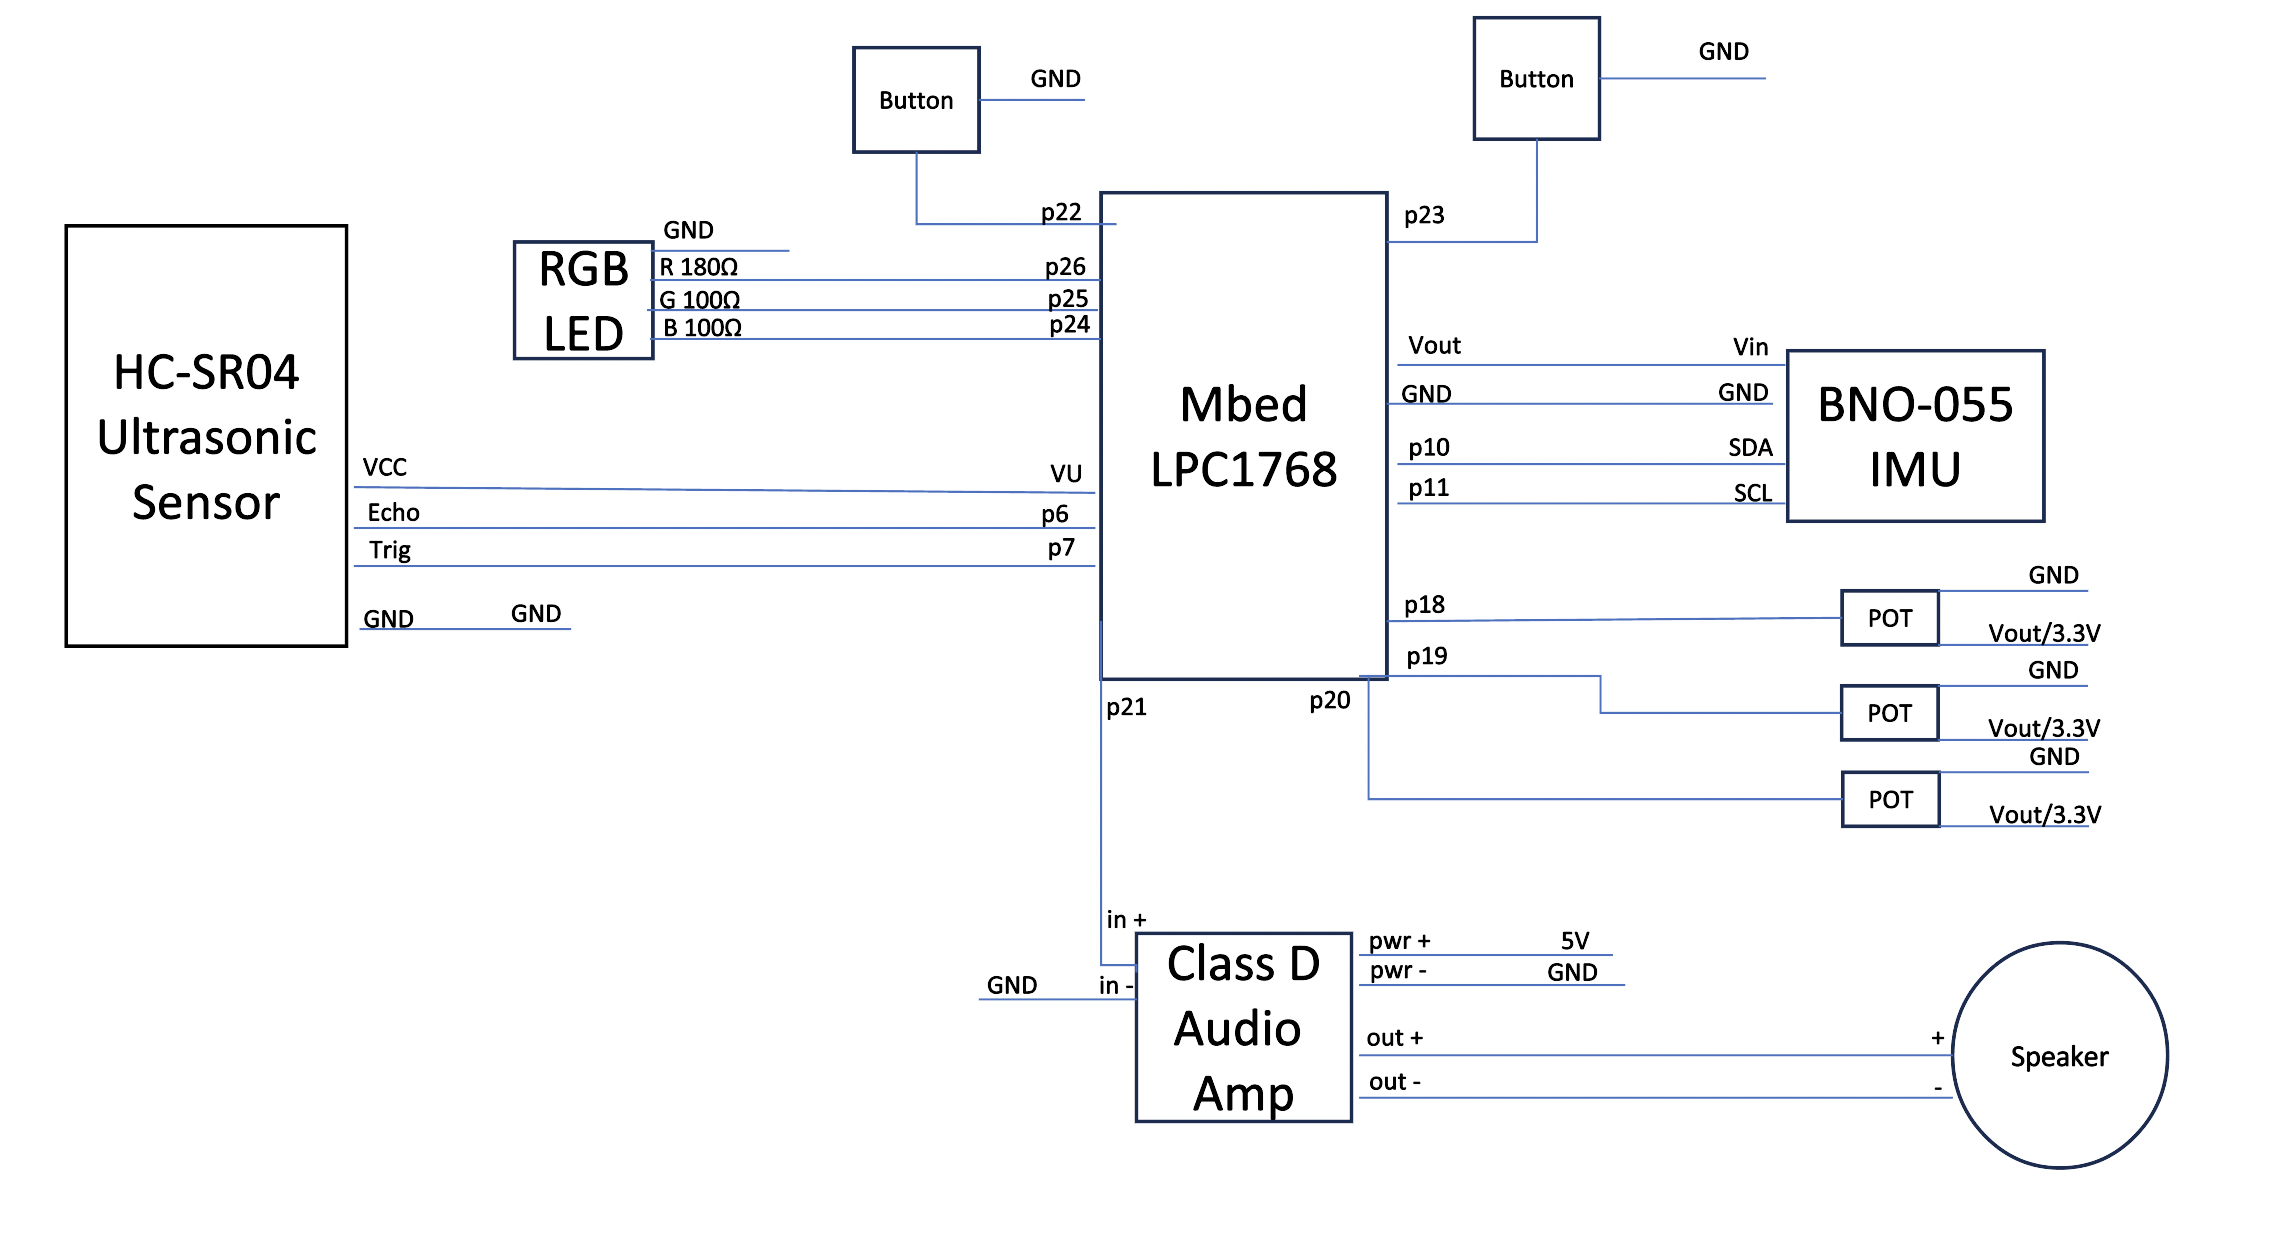 Button
GND
Button
GND
p22
p23
RGB
LED
GND
R 180Ω
G 100Ω
B 100Ω
p26
p25
p24
HC-SR04
Ultrasonic
Sensor
VCC
Echo
Trig
GND
GND
VU
p6
p7
Mbed
LPC1768
Vout
GND
p10
p11
Vin
GND
SDA
SCL
BNO-055
IMU
p18
p19
p20
p21
POT
GND
Vout/3.3V
POT
GND
Vout/3.3V
POT
GND
Vout/3.3V
in +
GND
in -
Class D
Audio
Amp
pwr +
5V
pwr -
GND
out +
out -
+
-
Speaker